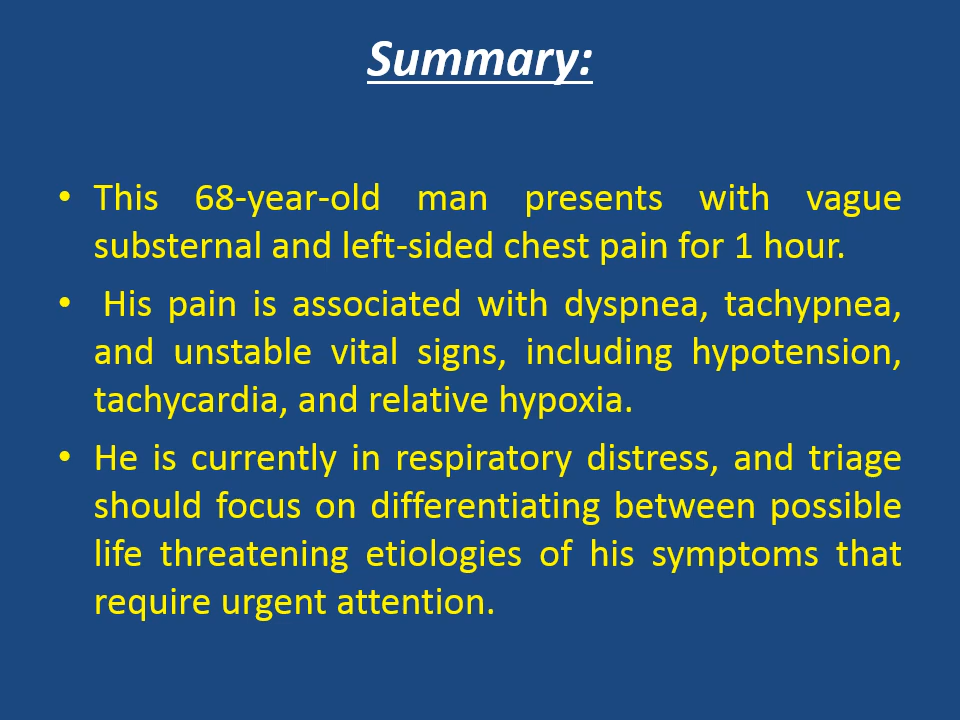 Summary:
• This 68-year-old man presents with vague
substernal and left-sided chest pain for 1 hour.
• His pain is associated with dyspnea, tachypnea,
and unstable vital signs, including hypotension,
tachycardia, and relative hypoxia.
• He is currently in respiratory distress, and triage
should focus on differentiating between possible
life threatening etiologies of his symptoms that
require urgent attention.